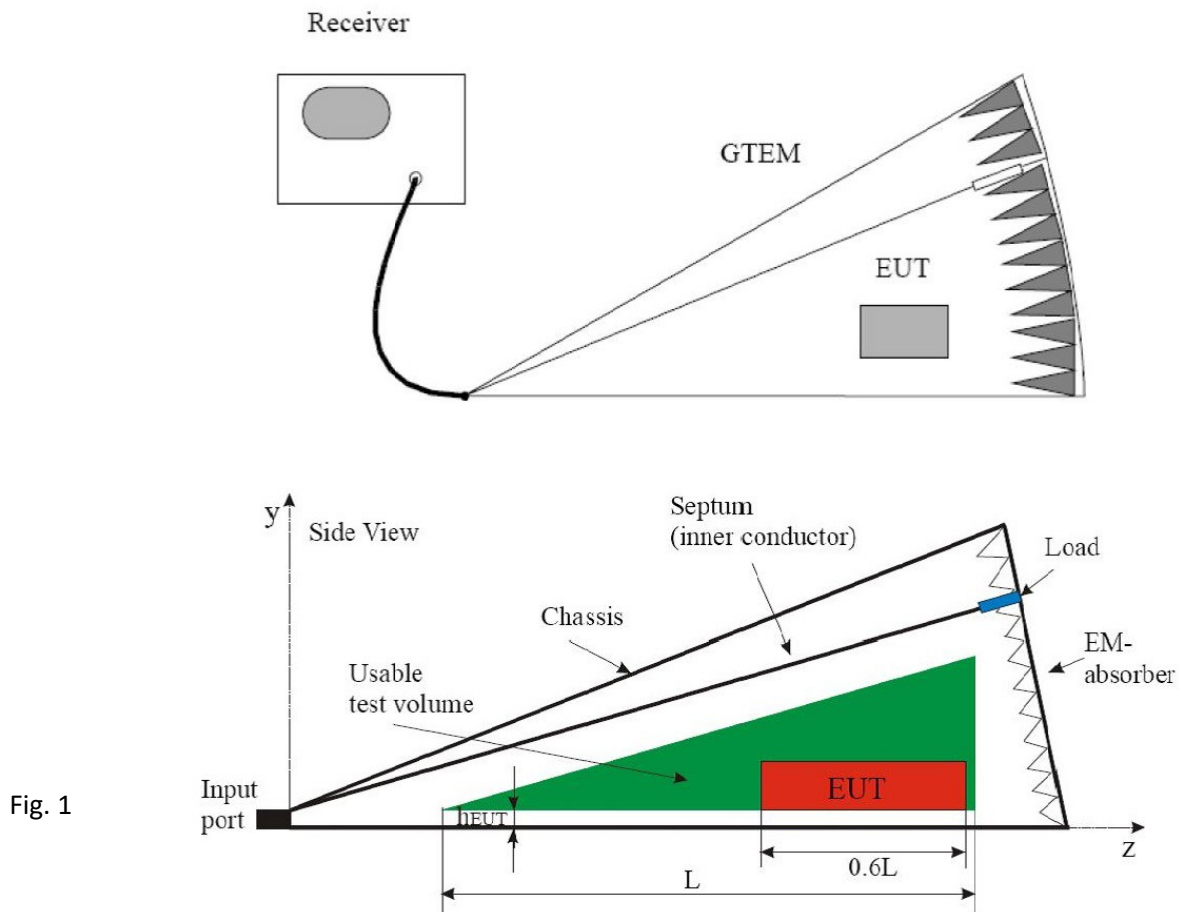 Receiver
GTEM
EUT
y
Side View
Septum
(inner conductor)
Load
Chassis
EM-
absorber
Usable
test volume
Input
port
hEUT
EUT
z
0.6L
L
Fig. 1